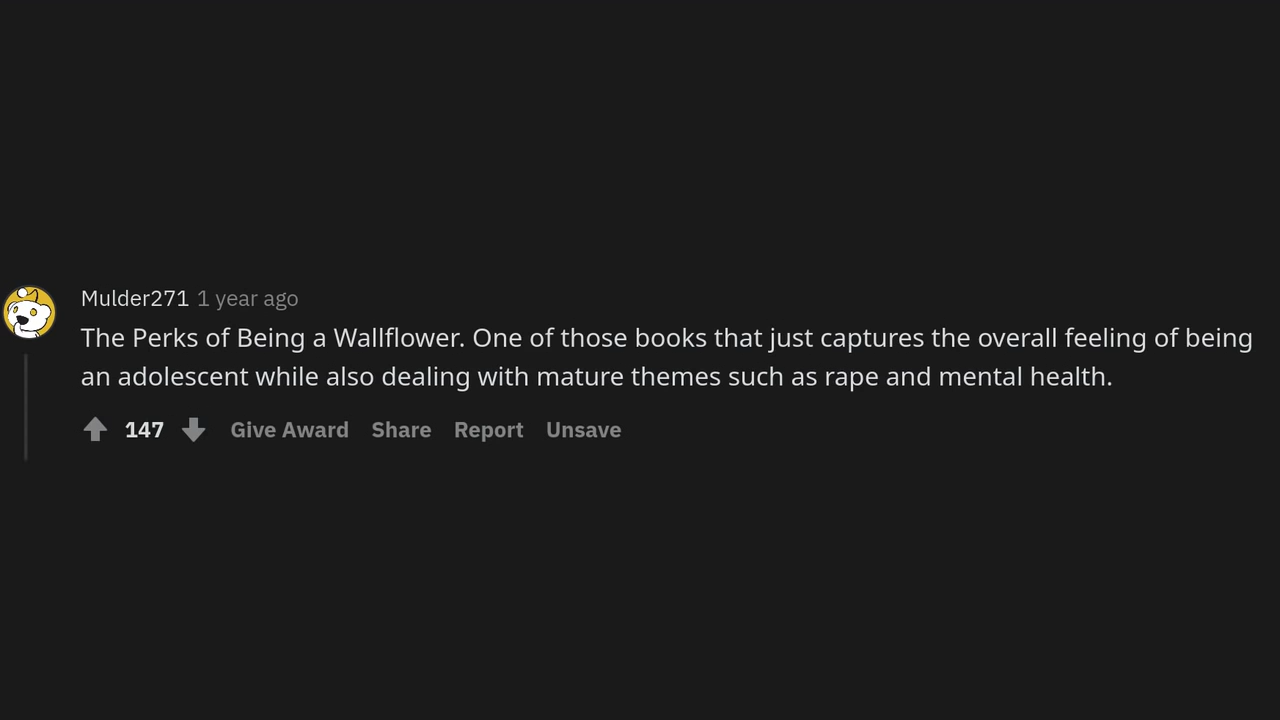 Mulder271 1 year ago
The Perks of Being a Wallflower. One of those books that just captures the overall feeling of being
an adolescent while also dealing with mature themes such as rape and mental health.
147 Give Award Share Report Unsave